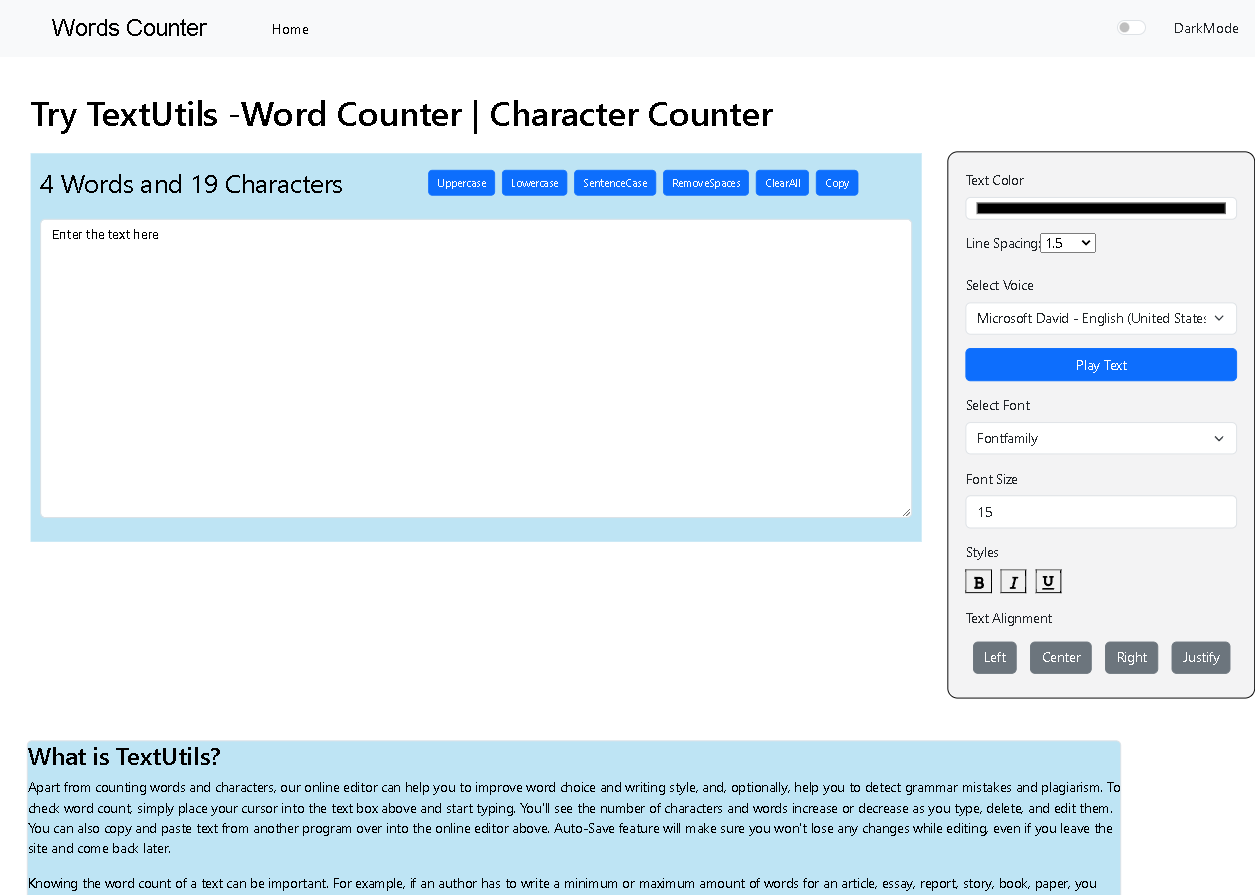 Words Counter Home DarkMode
Try TextUtils -Word Counter | Character Counter
4 Words and 19 Characters
Uppercase Lowercase SentenceCase RemoveSpaces ClearAll Copy
Enter the text here
Text Color
Line Spacing: 1.5
Select Voice
Microsoft David - English (United States
Play Text
Select Font
Fontfamily
Font Size
15
Styles
B I U
Text Alignment
Left Center Right Justify
What is TextUtils?
Apart from counting words and characters, our online editor can help you to improve word choice and writing style, and, optionally, help you to detect grammar mistakes and plagiarism. To
check word count, simply place your cursor into the text box above and start typing. You'll see the number of characters and words increase or decrease as you type, delete, and edit them.
You can also copy and paste text from another program over into the online editor above. Auto-Save feature will make sure you won't lose any changes while editing, even if you leave the
site and come back later.
Knowing the word count of a text can be important. For example, if an author has to write a minimum or maximum amount of words for an article, essay, report, story, book, paper, you